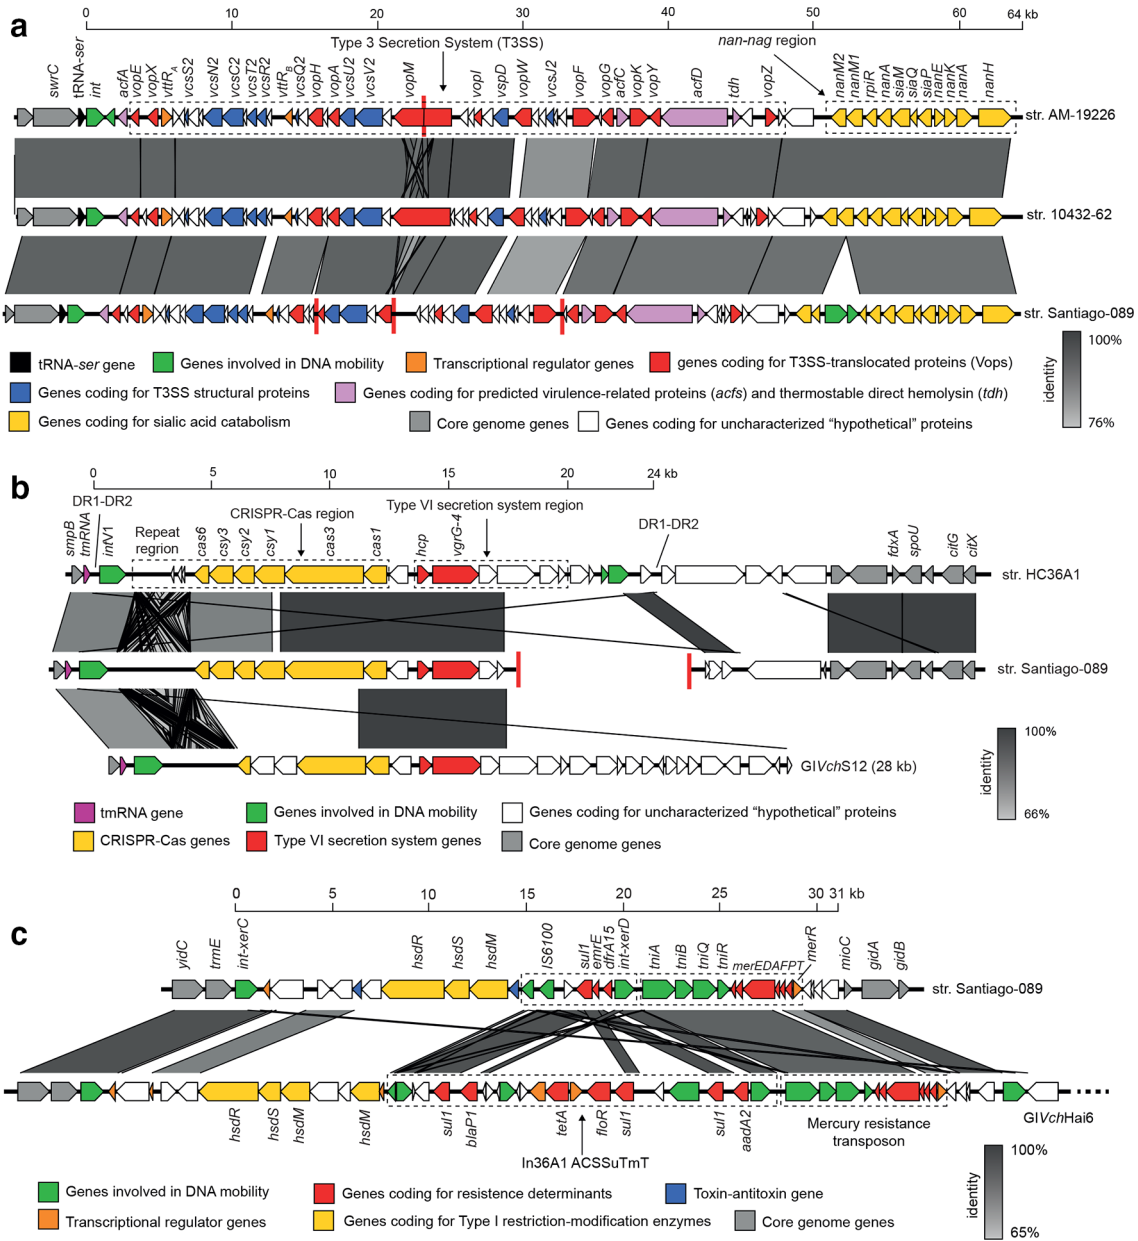 a
0 10 20 30 40 50 60 64 kb
Type 3 Secretion System (T3SS)
nan-nag region
swrC tRNA-ser int acfA vopE vopX vttRA vcsS2 vcsN2 vcsC2 vcsT2 vcsR2 vttRB vcsQ2 vopH vopA vcsU2 vcsV2 vopM vopI vspD vopW vcsJ2 vopF vopG acfC vopK vopY acfD tdh vopZ nanM2 nanM1 rpiR nanA siaM siaQ siaP nanE nanK nanA nanH
str. AM-19226
str. 10432-62
str. Santiago-089
tRNA-ser gene
Genes involved in DNA mobility
Transcriptional regulator genes
genes coding for T3SS-translocated proteins (Vops)
Genes coding for T3SS structural proteins
Genes coding for predicted virulence-related proteins (acfs) and thermostable direct hemolysin (tdh)
Genes coding for sialic acid catabolism
Core genome genes
Genes coding for uncharacterized “hypothetical” proteins
identity
100%
76%
b
0 5 10 15 20 24 kb
DR1-DR2
CRISPR-Cas region
Type VI secretion system region
DR1-DR2
Repeat
region
smpB tmRNA intV1 cas6 csy3 csy2 csy1 cas3 cas1 hcp vgrG-4 fdxA spoU citG citX
str. HC36A1
str. Santiago-089
GIVchS12 (28 kb)
tmRNA gene
Genes involved in DNA mobility
Genes coding for uncharacterized “hypothetical” proteins
CRISPR-Cas genes
Type VI secretion system genes
Core genome genes
identity
100%
66%
c
0 5 10 15 20 25 30 31 kb
yidC trmE int-xerC hsdR hsdS hsdM IS6100 sul1 emrE dfrA15 int-xerD tniA tniB tniQ tniR merEDAFPT merR mioC gidA gidB
str. Santiago-089
hsdR hsdS hsdM hsdM sul1 blaP1 tetA floR sul1 sul1 aadA2
GIVchHai6
In36A1 ACSSuTmT
Mercury resistance
transposon
Genes involved in DNA mobility
Genes coding for resistence determinants
Toxin-antitoxin gene
Transcriptional regulator genes
Genes coding for Type I restriction-modification enzymes
Core genome genes
identity
100%
65%